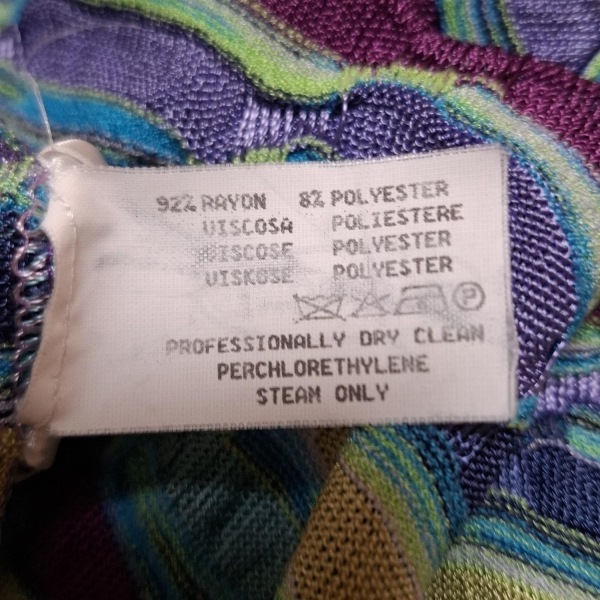 92% RAYON 8% POLYESTER
VISCOSA POLIESTERE
VISCOSE POLYESTER
VISKOSE POLYESTER
P
PROFESSIONALLY DRY CLEAN
PERCHLORETHYLENE
STEAM ONLY